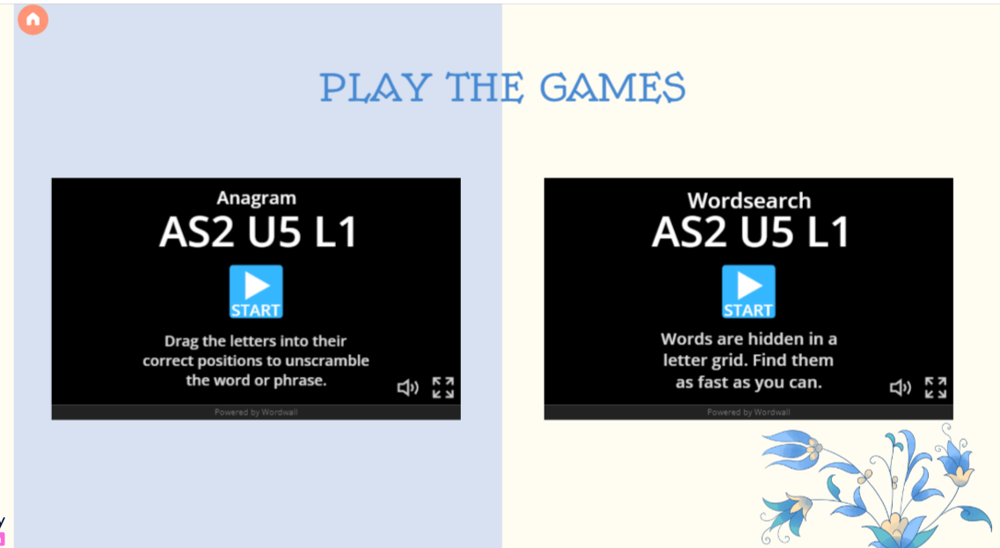 PLAY THE GAMES
Anagram
AS2 U5 L1
START
Drag the letters into their
correct positions to unscramble
the word or phrase.
Powered by Wordwall
Wordsearch
AS2 U5 L1
START
Words are hidden in a
letter grid. Find them
as fast as you can.
Powered by Wordwall